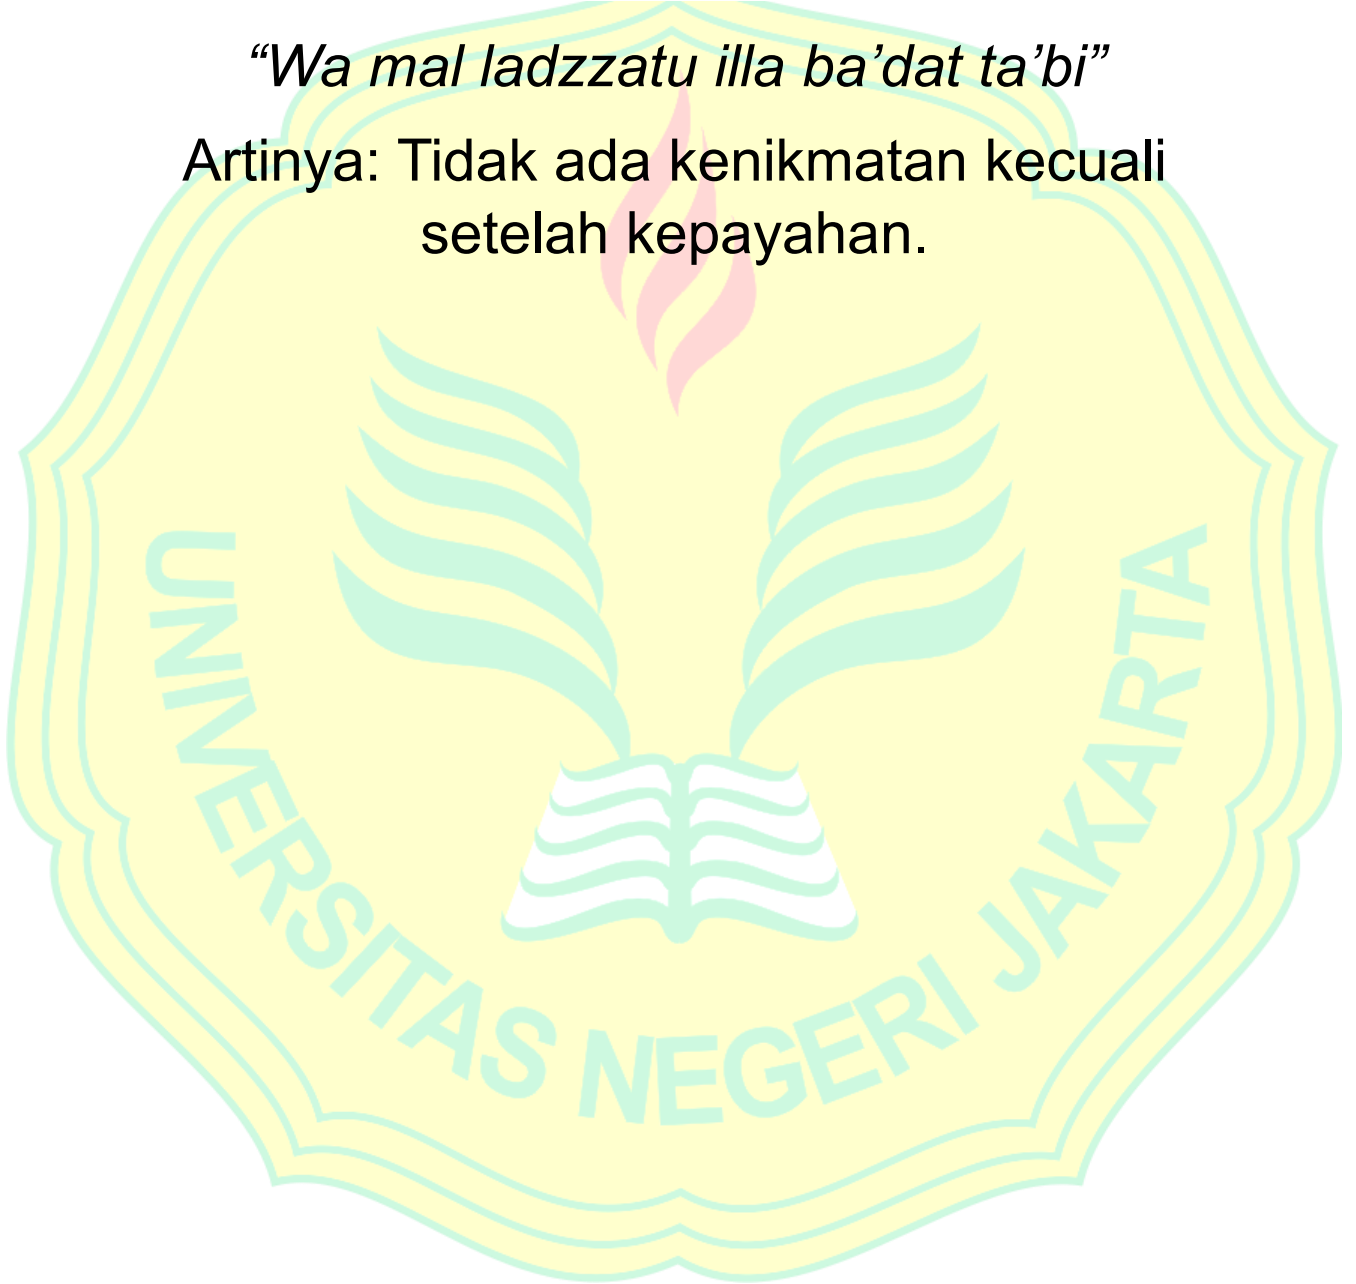 “Wa mal ladzzatu illa ba’dat ta’bi”
Artinya: Tidak ada kenikmatan kecuali
setelah kepayahan.
UNIVERSITAS NEGERI JAKARTA